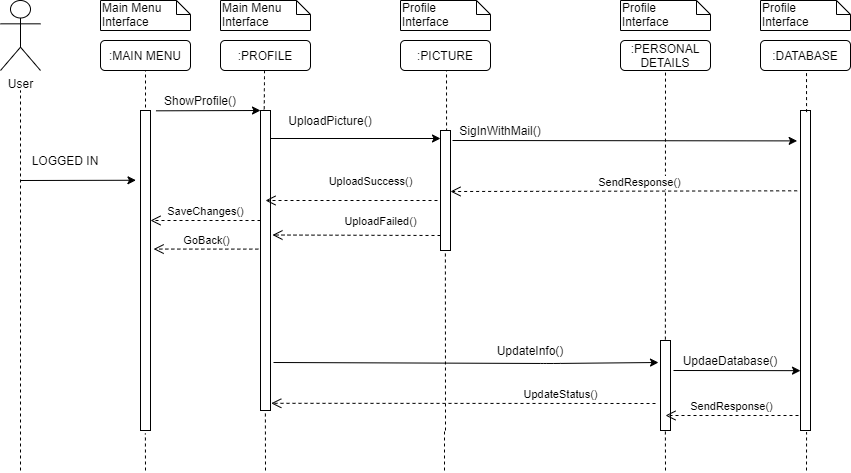 Main Menu
Interface
Main Menu
Interface
Profile
Interface
Profile
Interface
Profile
Interface
:MAIN MENU
:PROFILE
:PICTURE
:PERSONAL
DETAILS
:DATABASE
User
ShowProfile()
UploadPicture()
SigInWithMail()
LOGGED IN
UploadSuccess()
SendResponse()
SaveChanges()
UploadFailed()
GoBack()
UpdateInfo()
UpdaeDatabase()
UpdateStatus()
SendResponse()